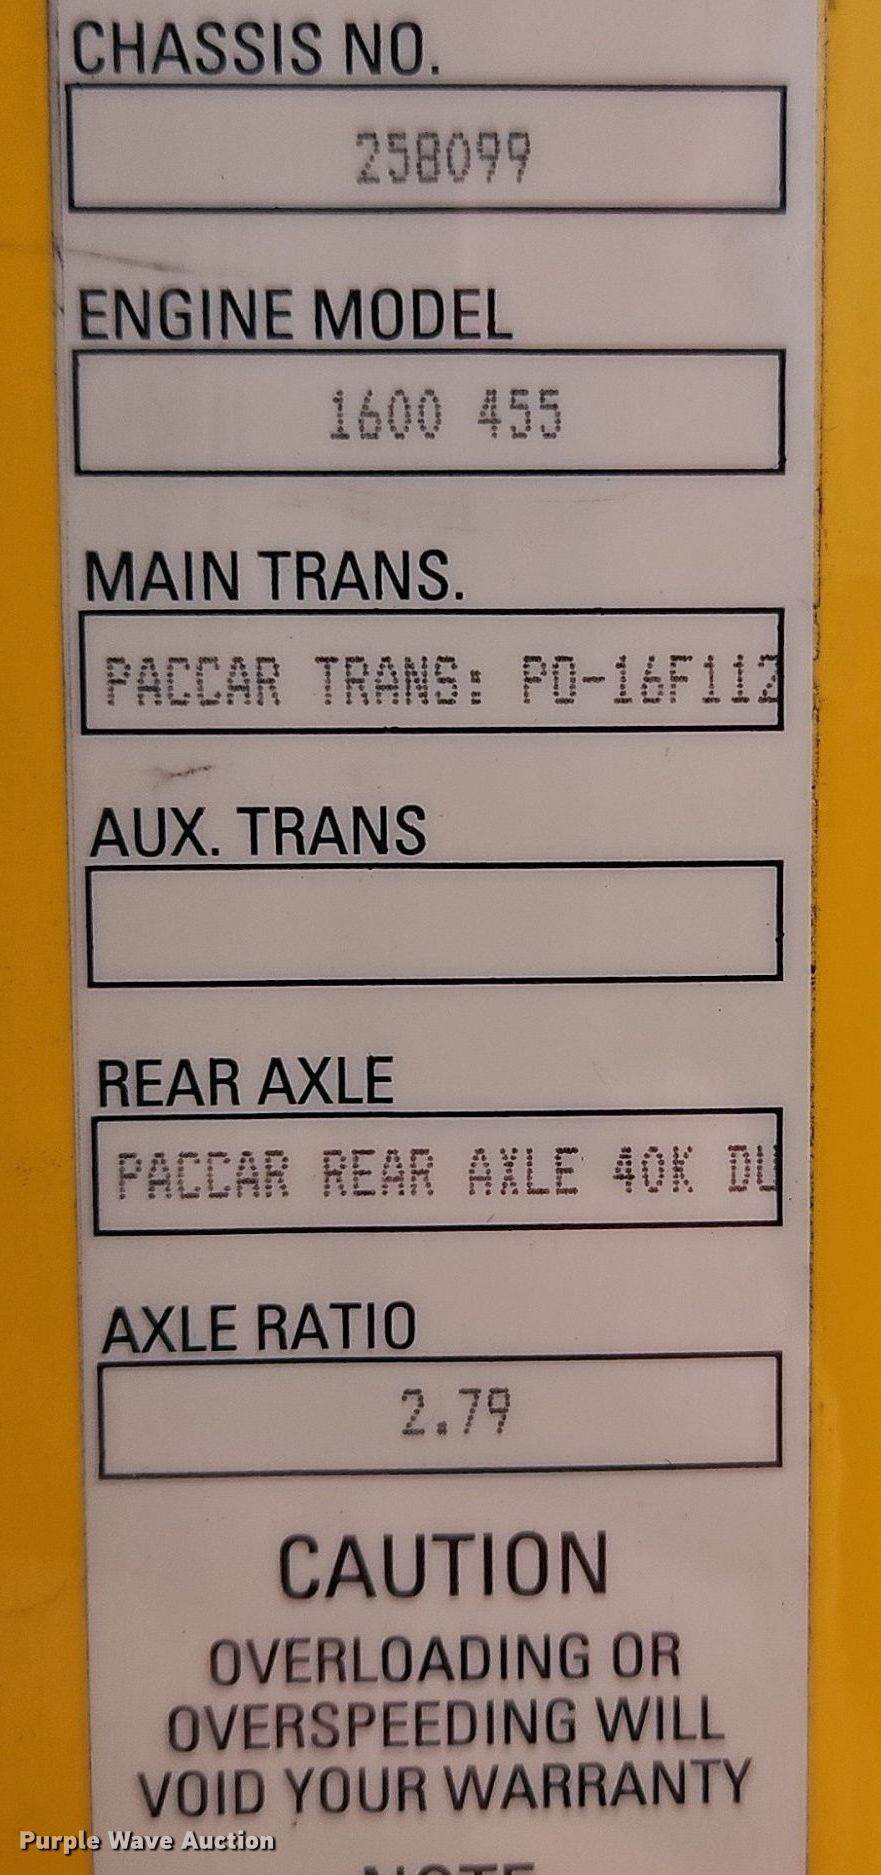 CHASSIS NO.
258099
ENGINE MODEL
1600 455
MAIN TRANS.
PACCAR TRANS: PO-16F112
AUX. TRANS
REAR AXLE
PACCAR REAR AXLE 40K DU
AXLE RATIO
2.79
CAUTION
OVERLOADING OR
OVERSPEEDING WILL
VOID YOUR WARRANTY
NOTE
Purple Wave Auction